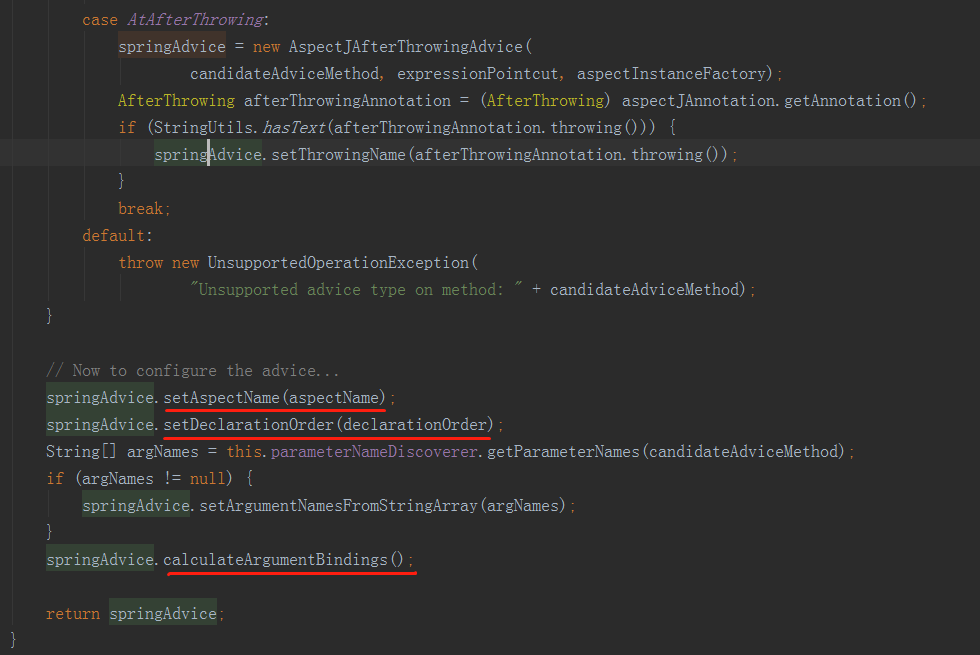 case AtAfterThrowing:
springAdvice = new AspectJAfterThrowingAdvice(
candidateAdviceMethod, expressionPointcut, aspectInstanceFactory);
AfterThrowing afterThrowingAnnotation = (AfterThrowing) aspectJAnnotation.getAnnotation();
if (StringUtils.hasText(afterThrowingAnnotation.throwing())) {
springAdvice.setThrowingName(afterThrowingAnnotation.throwing());
}
break;
default:
throw new UnsupportedOperationException(
"Unsupported advice type on method: " + candidateAdviceMethod);
}
// Now to configure the advice...
springAdvice.setAspectName(aspectName);
springAdvice.setDeclarationOrder(declarationOrder);
String[] argNames = this.parameterNameDiscoverer.getParameterNames(candidateAdviceMethod);
if (argNames != null) {
springAdvice.setArgumentNamesFromStringArray(argNames);
}
springAdvice.calculateArgumentBindings();
return springAdvice;
}